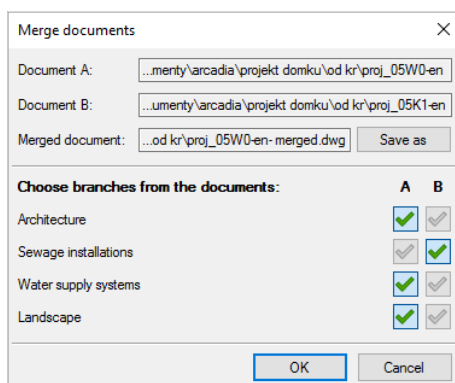 Merge documents
Document A: ...menty\arcadia\projekt domku\od kr\proj_05W0-en
Document B: ...umenty\arcadia\projekt domku\od kr\proj_05K1-en
Merged document: ...od kr\proj_05W0-en- merged.dwg Save as
Choose branches from the documents: A B
Architecture
Sewage installations
Water supply systems
Landscape
OK Cancel